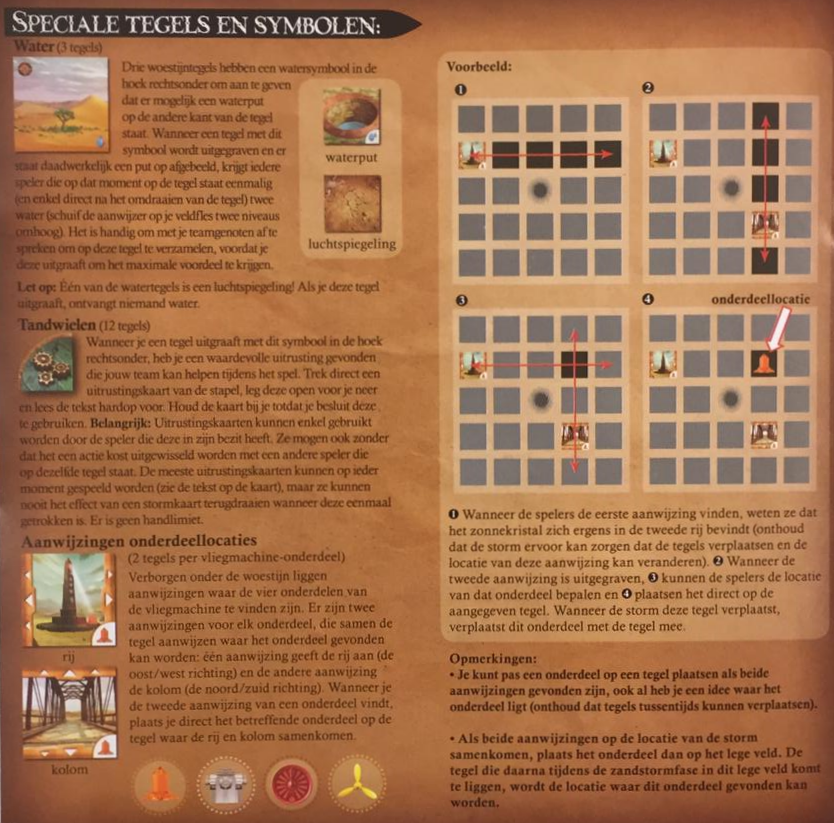 SPECIALE TEGELS EN SYMBOLEN:
Water (3 tegels)
Drie woestijntegels hebben een watersymbool in de
hoek rechtsonder om aan te geven
dat er mogelijk een waterput
op de andere kant van de tegel
staat. Wanneer een tegel met dit
symbool wordt uitgegraven en er
staat daadwerkelijk een put op afgebeeld, krijgt iedere
speler die op dat moment op de tegel staat eenmalig
(en enkel direct na het omdraaien van de tegel) twee
water (schuif de aanwijzer op je veldfles twee niveaus
omhoog). Het is handig om met je teamgenoten af te
spreken om op deze tegel te verzamelen, voordat je
deze uitgraaft om het maximale voordeel te krijgen.
waterput
luchtspiegeling
Let op: Één van de watertegels is een luchtspiegeling! Als je deze tegel
uitgraaft, ontvangt niemand water.
Tandwielen (12 tegels)
Wanneer je een tegel uitgraaft met dit symbool in de hoek
rechtsonder, heb je een waardevolle uitrusting gevonden
die jouw team kan helpen tijdens het spel. Trek direct een
uitrustingskaart van de stapel, leg deze open voor je neer
en lees de tekst hardop voor. Houd de kaart bij je totdat je besluit deze
te gebruiken. Belangrijk: Uitrustingskaarten kunnen enkel gebruikt
worden door de speler die deze in zijn bezit heeft. Ze mogen ook zonder
dat het een actie kost uitgewisseld worden met een andere speler die
op dezelfde tegel staat. De meeste uitrustingskaarten kunnen op ieder
moment gespeeld worden (zie de tekst op de kaart), maar ze kunnen
nooit het effect van een stormkaart terugdraaien wanneer deze eenmaal
getrokken is. Er is geen handlimiet.
Aanwijzingen onderdeellocaties
(2 tegels per vliegmachine-onderdeel)
Verborgen onder de woestijn liggen
aanwijzingen waar de vier onderdelen van
de vliegmachine te vinden zijn. Er zijn twee
aanwijzingen voor elk onderdeel, die samen de
tegel aanwijzen waar het onderdeel gevonden
kan worden: één aanwijzing geeft de rij aan (de
oost/west richting) en de andere aanwijzing
de kolom (de noord/zuid richting). Wanneer je
de tweede aanwijzing van een onderdeel vindt,
plaats je direct het betreffende onderdeel op de
tegel waar de rij en kolom samenkomen.
rij
kolom
Voorbeeld:
1
2
3
4
onderdeellocatie
1 Wanneer de spelers de eerste aanwijzing vinden, weten ze dat
het zonnekristal zich ergens in de tweede rij bevindt (onthoud
dat de storm ervoor kan zorgen dat de tegels verplaatsen en de
locatie van deze aanwijzing kan veranderen). 2 Wanneer de
tweede aanwijzing is uitgegraven, 3 kunnen de spelers de locatie
van dat onderdeel bepalen en 4 plaatsen het direct op de
aangegeven tegel. Wanneer de storm deze tegel verplaatst,
verplaatst dit onderdeel met de tegel mee.
Opmerkingen:
• Je kunt pas een onderdeel op een tegel plaatsen als beide
aanwijzingen gevonden zijn, ook al heb je een idee waar het
onderdeel ligt (onthoud dat tegels tussentijds kunnen verplaatsen).
• Als beide aanwijzingen op de locatie van de storm
samenkomen, plaats het onderdeel dan op het lege veld. De
tegel die daarna tijdens de zandstormfase in dit lege veld komt
te liggen, wordt de locatie waar dit onderdeel gevonden kan
worden.